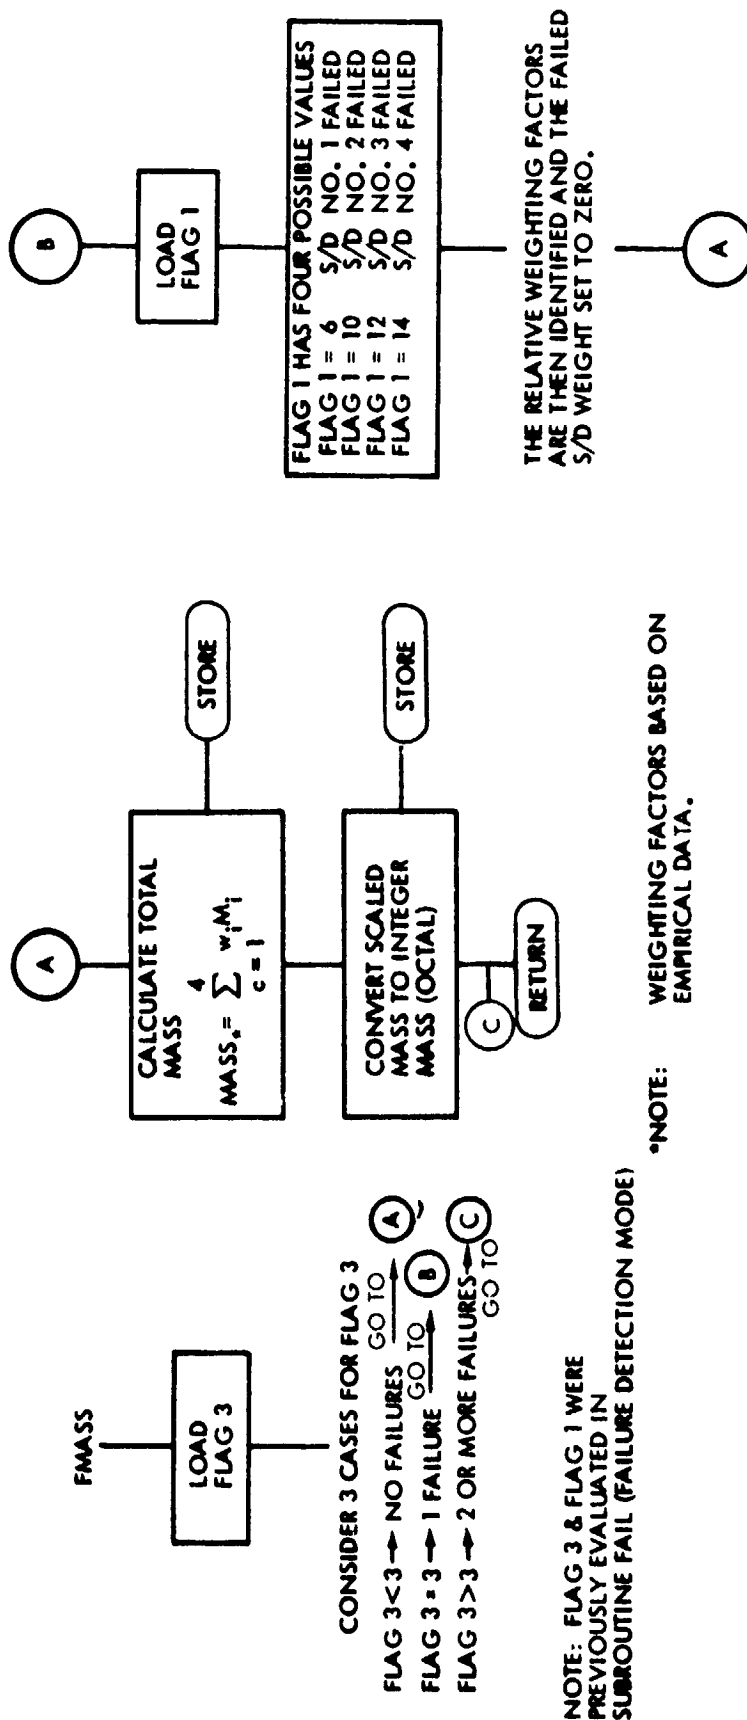 FMASS
LOAD
FLAG 3
CONSIDER 3 CASES FOR FLAG 3
FLAG 3<3 → NO FAILURES GO TO A
FLAG 3 = 3 → 1 FAILURE GO TO B
FLAG 3>3 → 2 OR MORE FAILURES GO TO C
NOTE: FLAG 3 & FLAG 1 WERE
PREVIOUSLY EVALUATED IN
SUBROUTINE FAIL (FAILURE DETECTION MODE)
A
CALCULATE TOTAL
MASS
MASS* = 4 ∑ c = 1 wiMi
STORE
CONVERT SCALED
MASS TO INTEGER
MASS (OCTAL)
STORE
C
RETURN
*NOTE: WEIGHTING FACTORS BASED ON
EMPIRICAL DATA.
B
LOAD
FLAG 1
FLAG 1 HAS FOUR POSSIBLE VALUES
FLAG 1 = 6 S/D NO. 1 FAILED
FLAG 1 = 10 S/D NO. 2 FAILED
FLAG 1 = 12 S/D NO. 3 FAILED
FLAG 1 = 14 S/D NO. 4 FAILED
THE RELATIVE WEIGHTING FACTORS
ARE THEN IDENTIFIED AND THE FAILED
S/D WEIGHT SET TO ZERO.
A